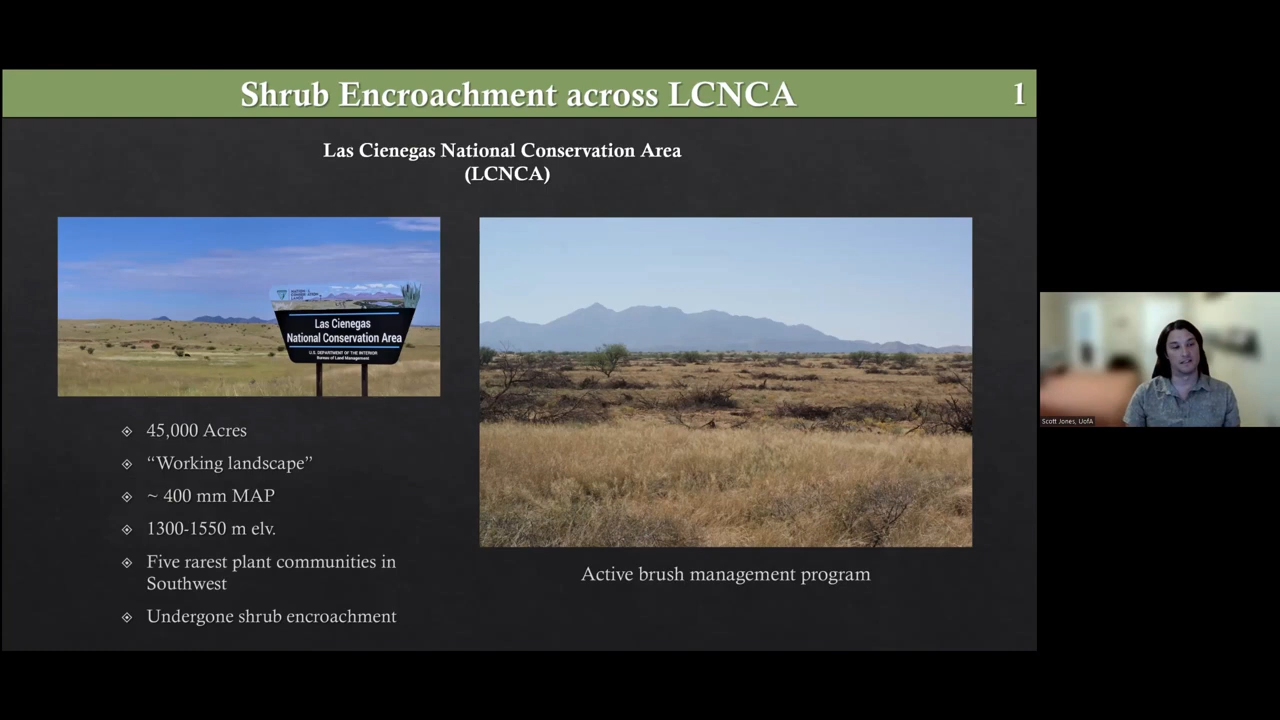 Shrub Encroachment across LCNCA
1
Las Cienegas National Conservation Area
(LCNCA)
Las Cienegas
National Conservation Area
U.S. DEPARTMENT OF THE INTERIOR
Bureau of Land Management
45,000 Acres
“Working landscape”
~ 400 mm MAP
1300-1550 m elv.
Five rarest plant communities in
Southwest
Undergone shrub encroachment
Active brush management program
Scott Jones, UofA